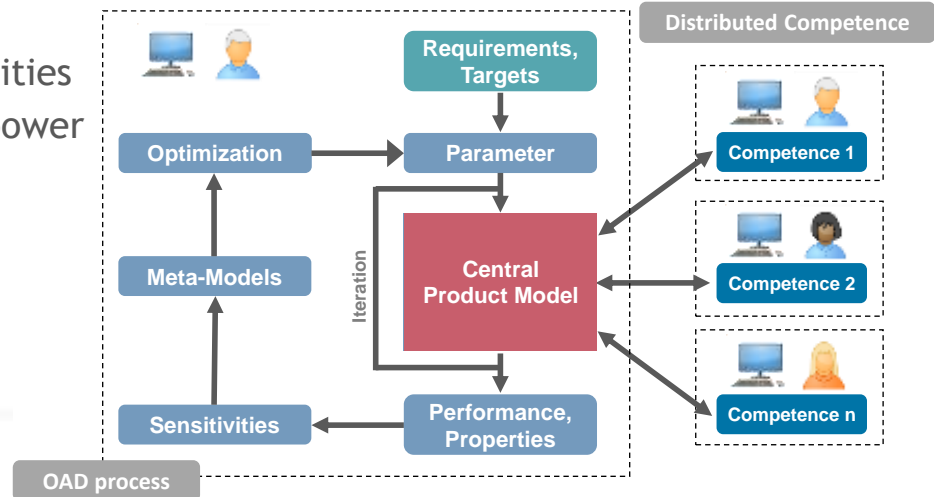 Distributed Competence
ities
ower
Requirements,
Targets
Optimization
Parameter
Competence 1
Meta-Models
Iteration
Central
Product Model
Competence 2
Sensitivities
Performance,
Properties
Competence n
OAD process